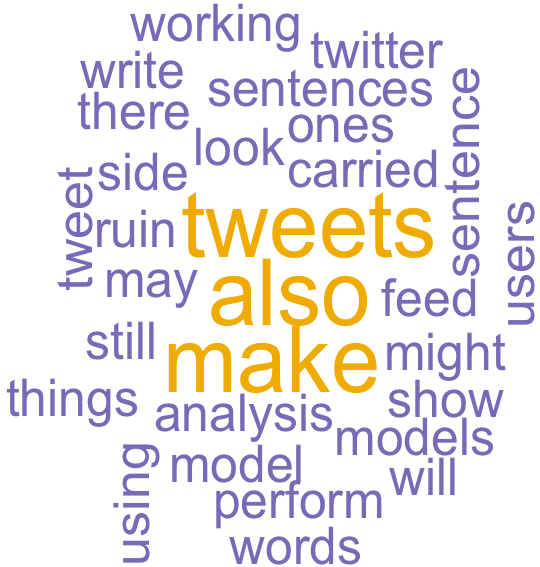 working
twitter
write
sentences
there
ones
look
carried
sentence
side
tweet
ruin
tweets
users
may
also
feed
still
make
might
things
analysis
show
models
using
model
will
perform
words